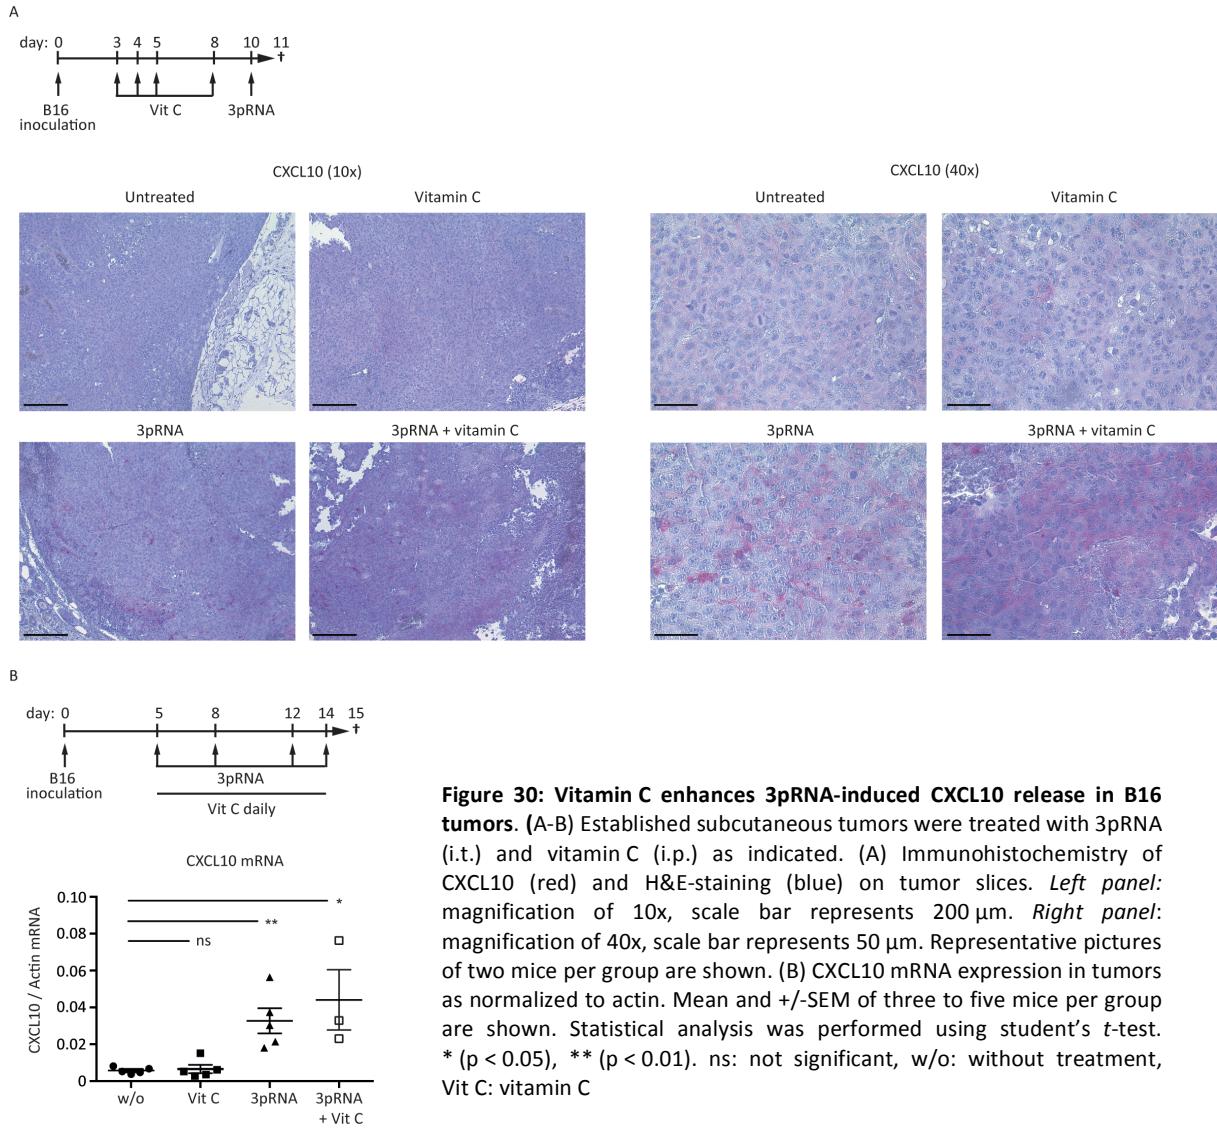 A
day: 0 3 4 5 8 10 11
†
B16
inoculation
Vit C
3pRNA
CXCL10 (10x)
Untreated
Vitamin C
3pRNA
3pRNA + vitamin C
CXCL10 (40x)
Untreated
Vitamin C
3pRNA
3pRNA + vitamin C
B
day: 0 5 8 12 14 15
†
B16
inoculation
3pRNA
Vit C daily
CXCL10 mRNA
CXCL10 / Actin mRNA
0.10
0.08
0.06
0.04
0.02
0
*
**
ns
w/o
Vit C
3pRNA
3pRNA
+ Vit C
Figure 30: Vitamin C enhances 3pRNA-induced CXCL10 release in B16
tumors. (A-B) Established subcutaneous tumors were treated with 3pRNA
(i.t.) and vitamin C (i.p.) as indicated. (A) Immunohistochemistry of
CXCL10 (red) and H&E-staining (blue) on tumor slices. Left panel:
magnification of 10x, scale bar represents 200 μm. Right panel:
magnification of 40x, scale bar represents 50 μm. Representative pictures
of two mice per group are shown. (B) CXCL10 mRNA expression in tumors
as normalized to actin. Mean and +/-SEM of three to five mice per group
are shown. Statistical analysis was performed using student's t-test.
* (p < 0.05), ** (p < 0.01). ns: not significant, w/o: without treatment,
Vit C: vitamin C